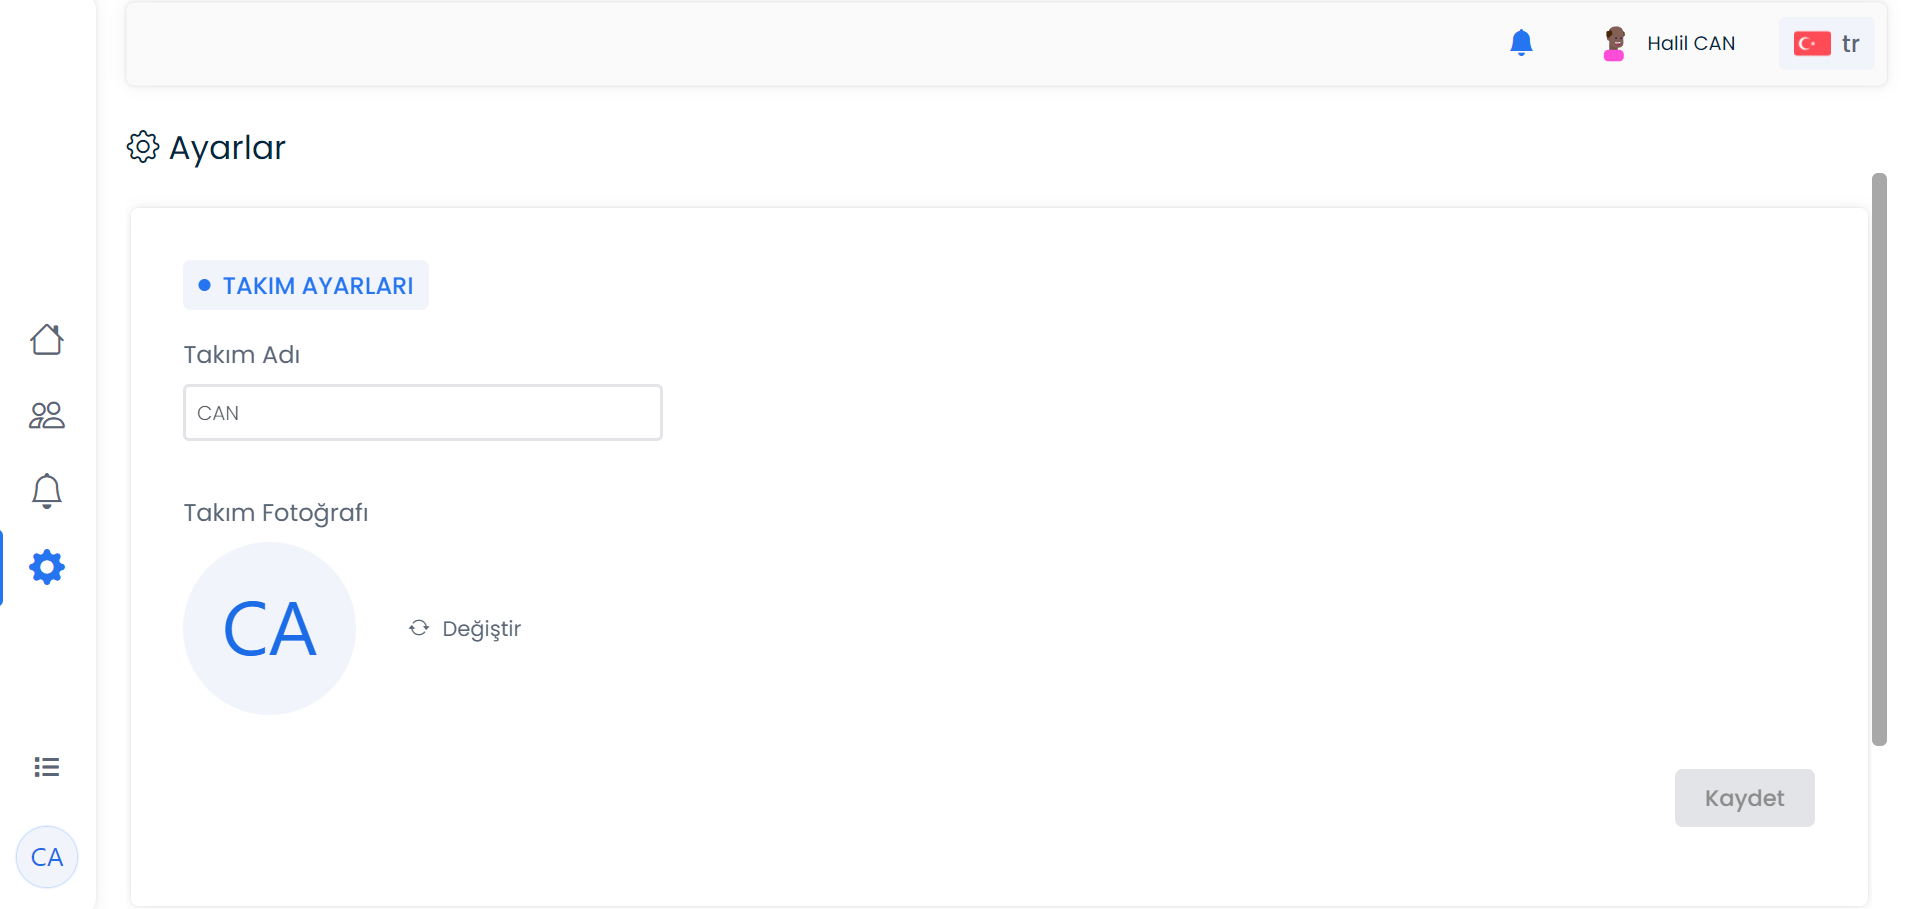 Halil CAN
tr
Ayarlar
TAKIM AYARLARI
Takım Adı
CAN
Takım Fotoğrafı
CA
Değiştir
Kaydet
CA